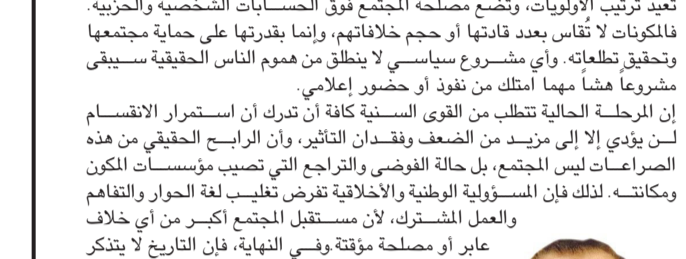 تعيد ترتيب الأولويات، وتضع مصلحة المجتمع فوق الحسابات الشخصية والحزبية.
فالمكونات لا تُقاس بعدد قادتها أو حجم خلافاتهم، وإنما بقدرتها على حماية مجتمعها
وتحقيق تطلعاته. وأي مشروع سياسي لا ينطلق من هموم الناس الحقيقية سيبقى
مشروعاً هشاً مهما امتلك من نفوذ أو حضور إعلامي.
إن المرحلة الحالية تتطلب من القوى السنية كافة أن تدرك أن استمرار الانقسام
لن يؤدي إلا إلى مزيد من الضعف وفقدان التأثير، وأن الرابح الحقيقي من هذه
الصراعات ليس المجتمع، بل حالة الفوضى والتراجع التي تصيب مؤسسات المكون
ومكانته. لذلك فإن المسؤولية الوطنية والأخلاقية تفرض تغليب لغة الحوار والتفاهم
والعمل المشترك، لأن مستقبل المجتمع أكبر من أي خلاف
عابر أو مصلحة مؤقتة.وفي النهاية، فإن التاريخ لا يتذكر